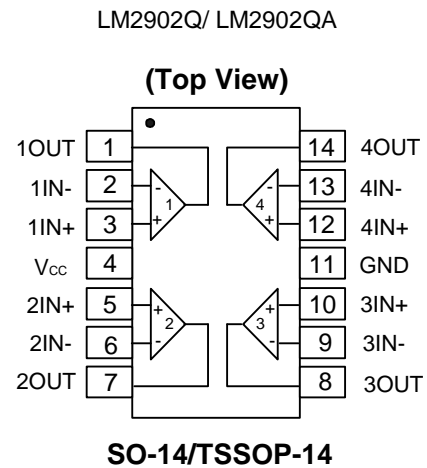 LM2902Q/ LM2902QA
(Top View)
1OUT 1 14 4OUT
1IN- 2 - 1 - 4 13 4IN-
1IN+ 3 + + 12 4IN+
Vcc 4 11 GND
2IN+ 5 + 2 + 3 10 3IN+
2IN- 6 - - 9 3IN-
2OUT 7 8 3OUT
SO-14/TSSOP-14